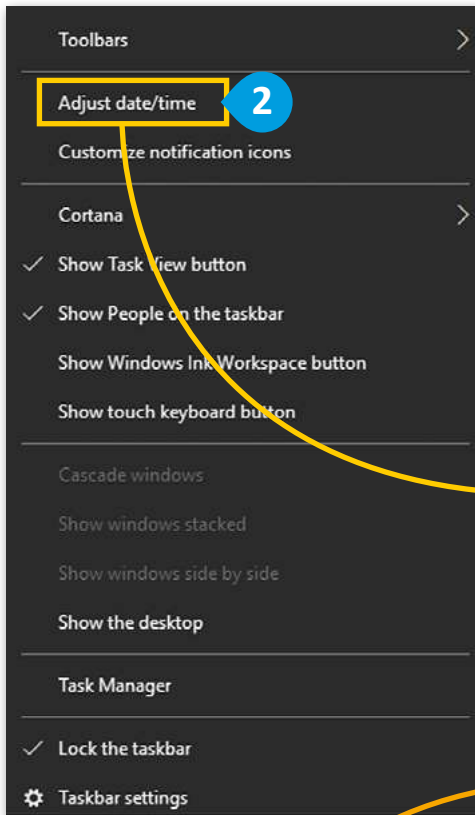 Toolbars
Adjust date/time 2
Customize notification icons
Cortana
Show Task View button
Show People on the taskbar
Show Windows Ink Workspace button
Show touch keyboard button
Cascade windows
Show windows stacked
Show windows side by side
Show the desktop
Task Manager
Lock the taskbar
Taskbar settings